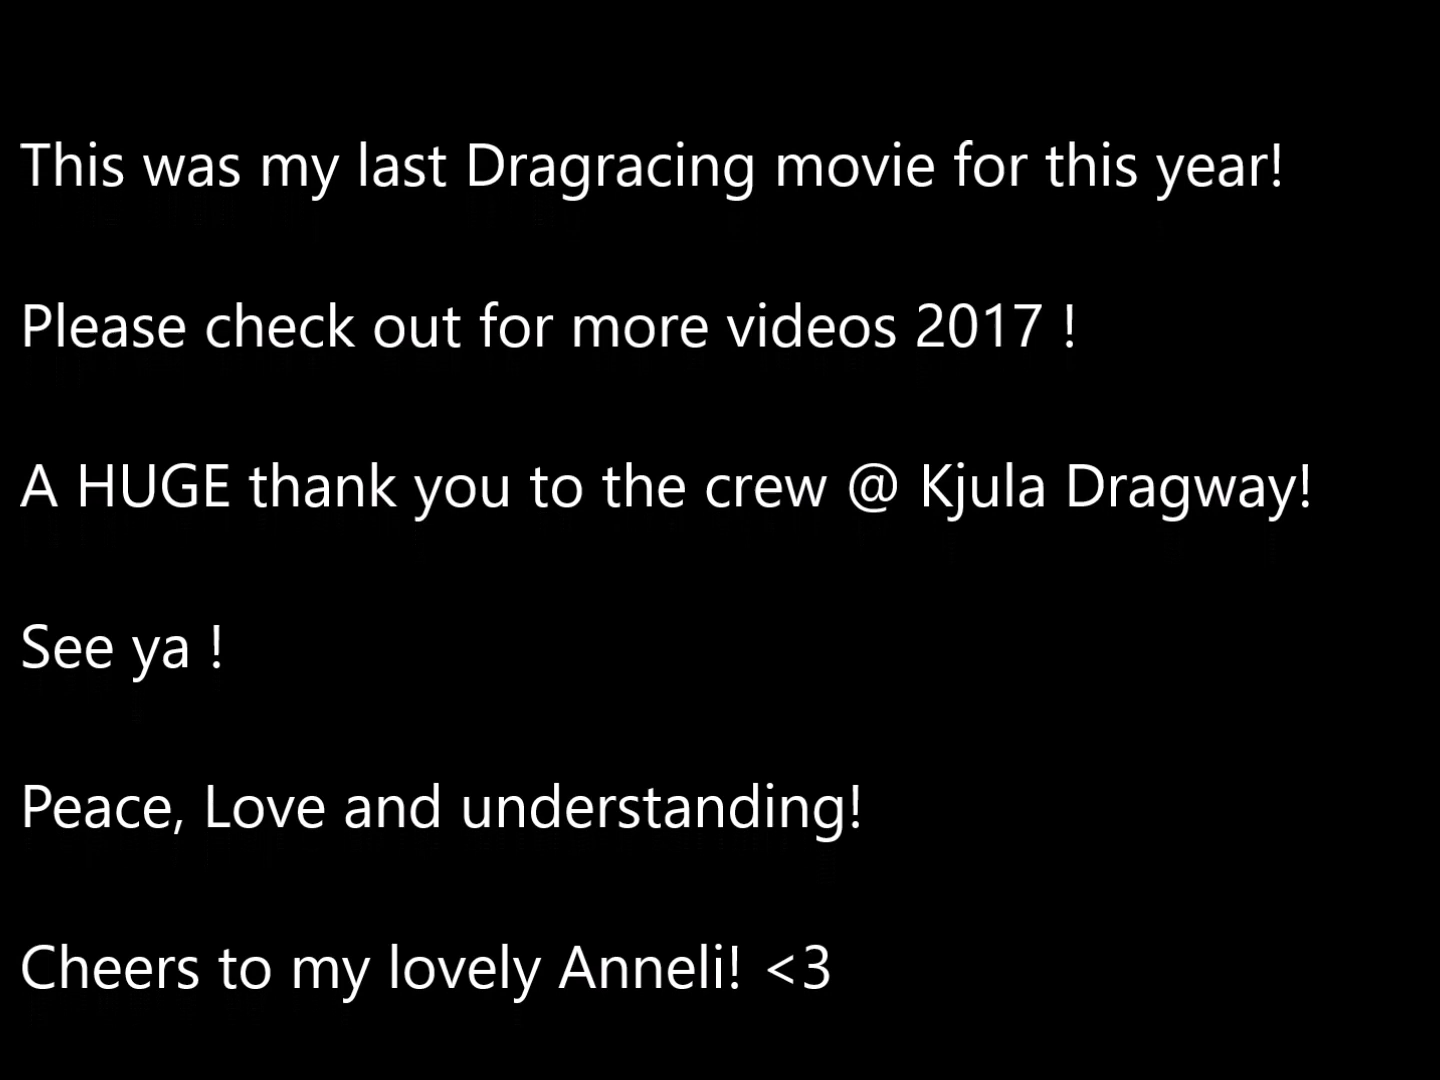 This was my last Dragracing movie for this year!
Please check out for more videos 2017 !
A HUGE thank you to the crew @ Kjula Dragway!
See ya !
Peace, Love and understanding!
Cheers to my lovely Anneli! <3